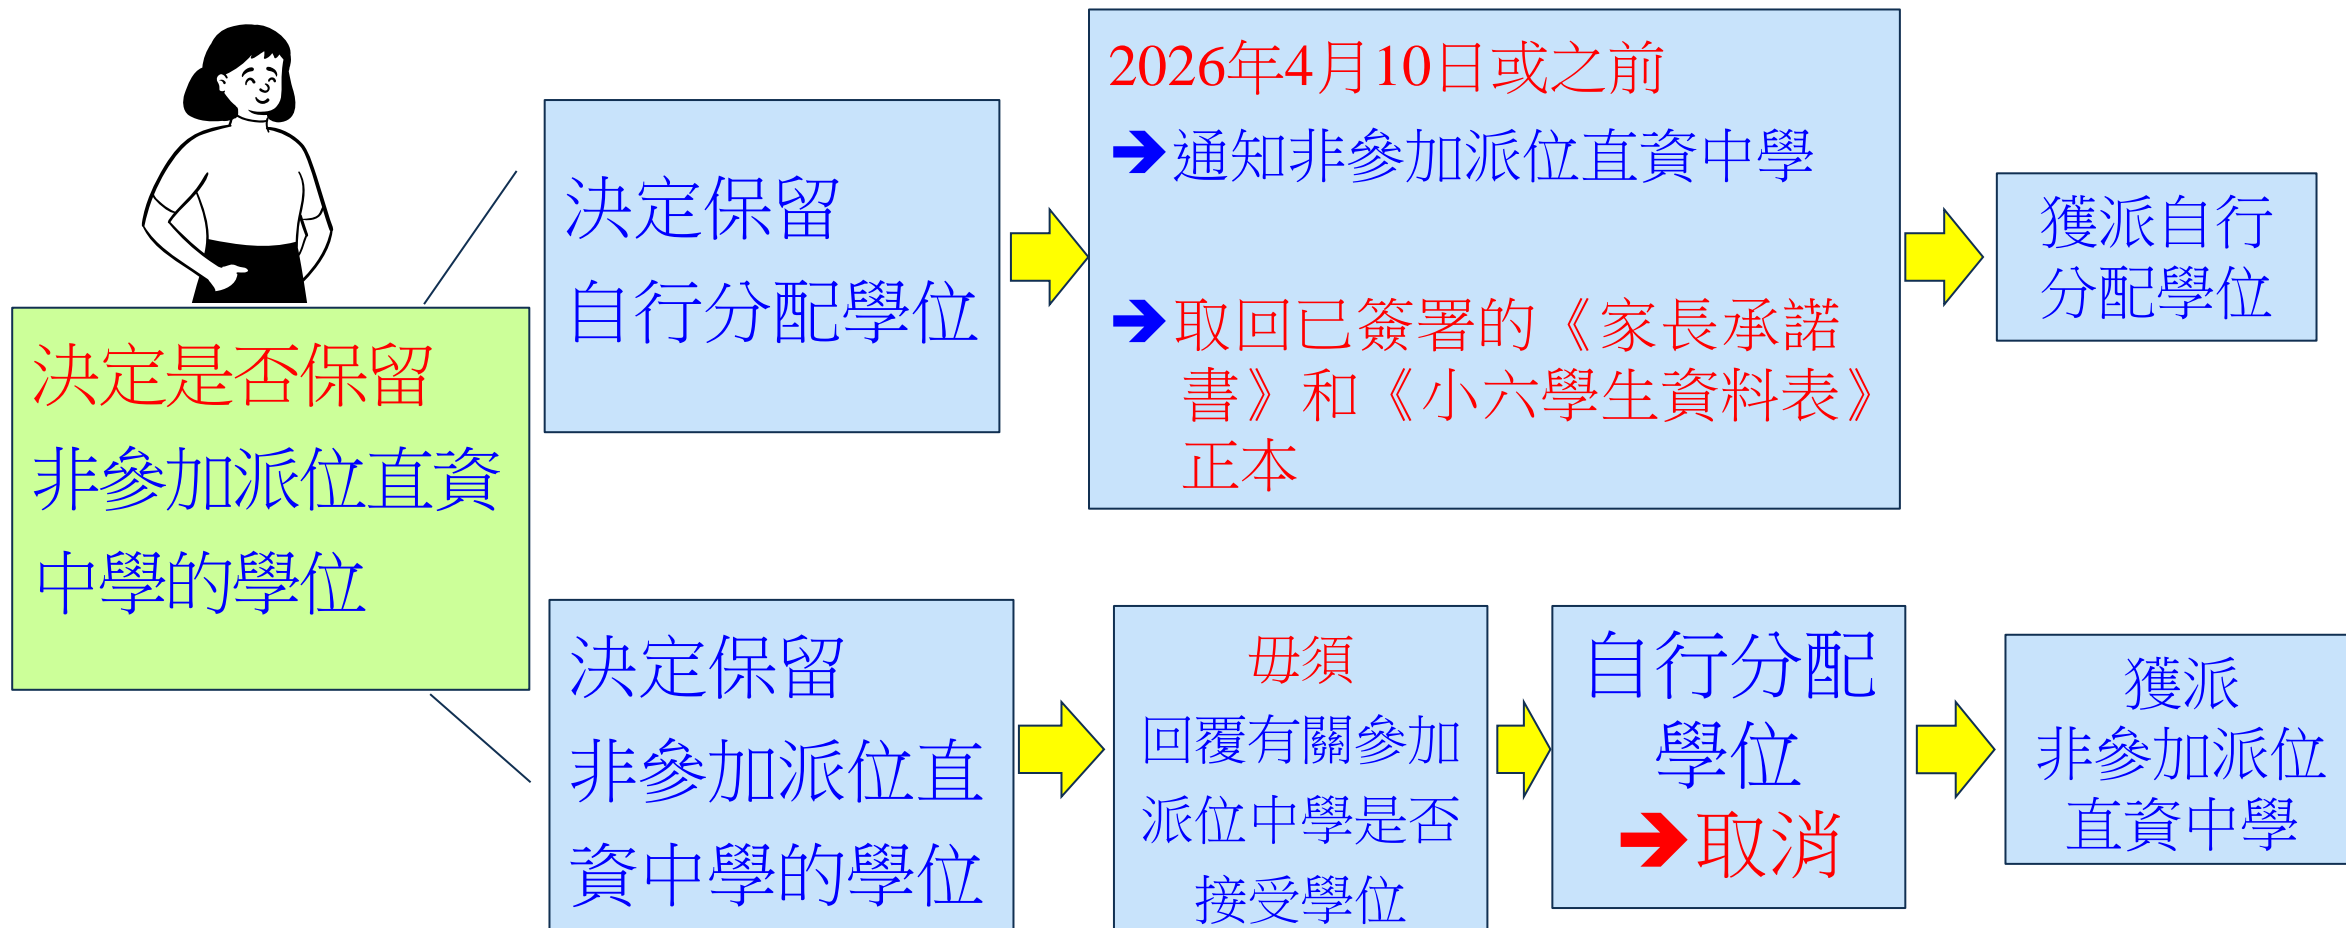 決定是否保留
非參加派位直資
中學的學位
決定保留
自行分配學位
2026年4月10日或之前
➔通知非參加派位直資中學
➔取回已簽署的《家長承諾
書》和《小六學生資料表》
正本
獲派自行
分配學位
決定保留
非參加派位直
資中學的學位
毋須
回覆有關參加
派位中學是否
接受學位
自行分配
學位
➔取消
獲派
非參加派位
直資中學